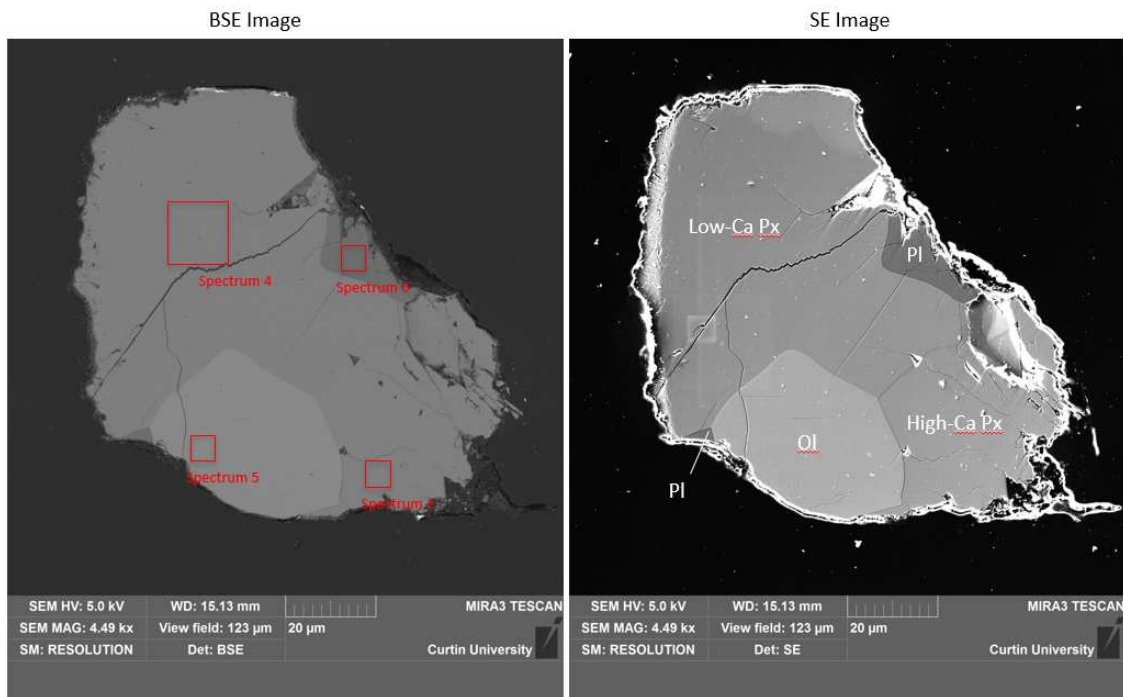 BSE Image
SE Image
Spectrum 4
Spectrum 6
Spectrum 5
Low-Ca Px
Pl
High-Ca Px
Ol
Pl
SEM HV: 5.0 kV WD: 15.13 mm MIRA3 TESCAN
SEM MAG: 4.49 kx View field: 123 µm 20 µm
SM: RESOLUTION Det: BSE Curtin University
SEM HV: 5.0 kV WD: 15.13 mm MIRA3 TESCAN
SEM MAG: 4.49 kx View field: 123 µm 20 µm
SM: RESOLUTION Det: SE Curtin University